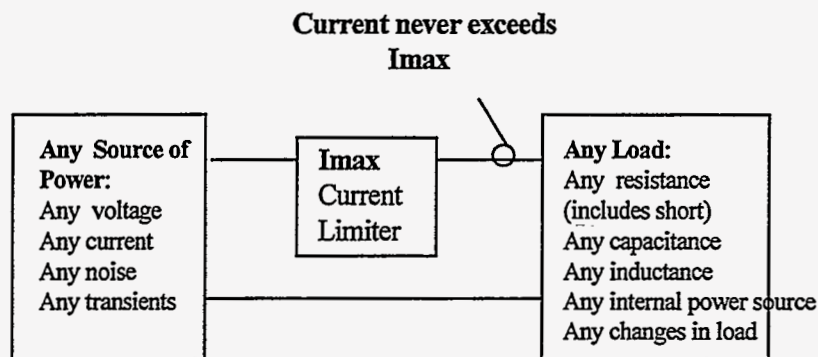 Current never exceeds
Imax
Any Source of
Power:
Any voltage
Any current
Any noise
Any transients
Imax
Current
Limiter
Any Load:
Any resistance
(includes short)
Any capacitance
Any inductance
Any internal power source
Any changes in load